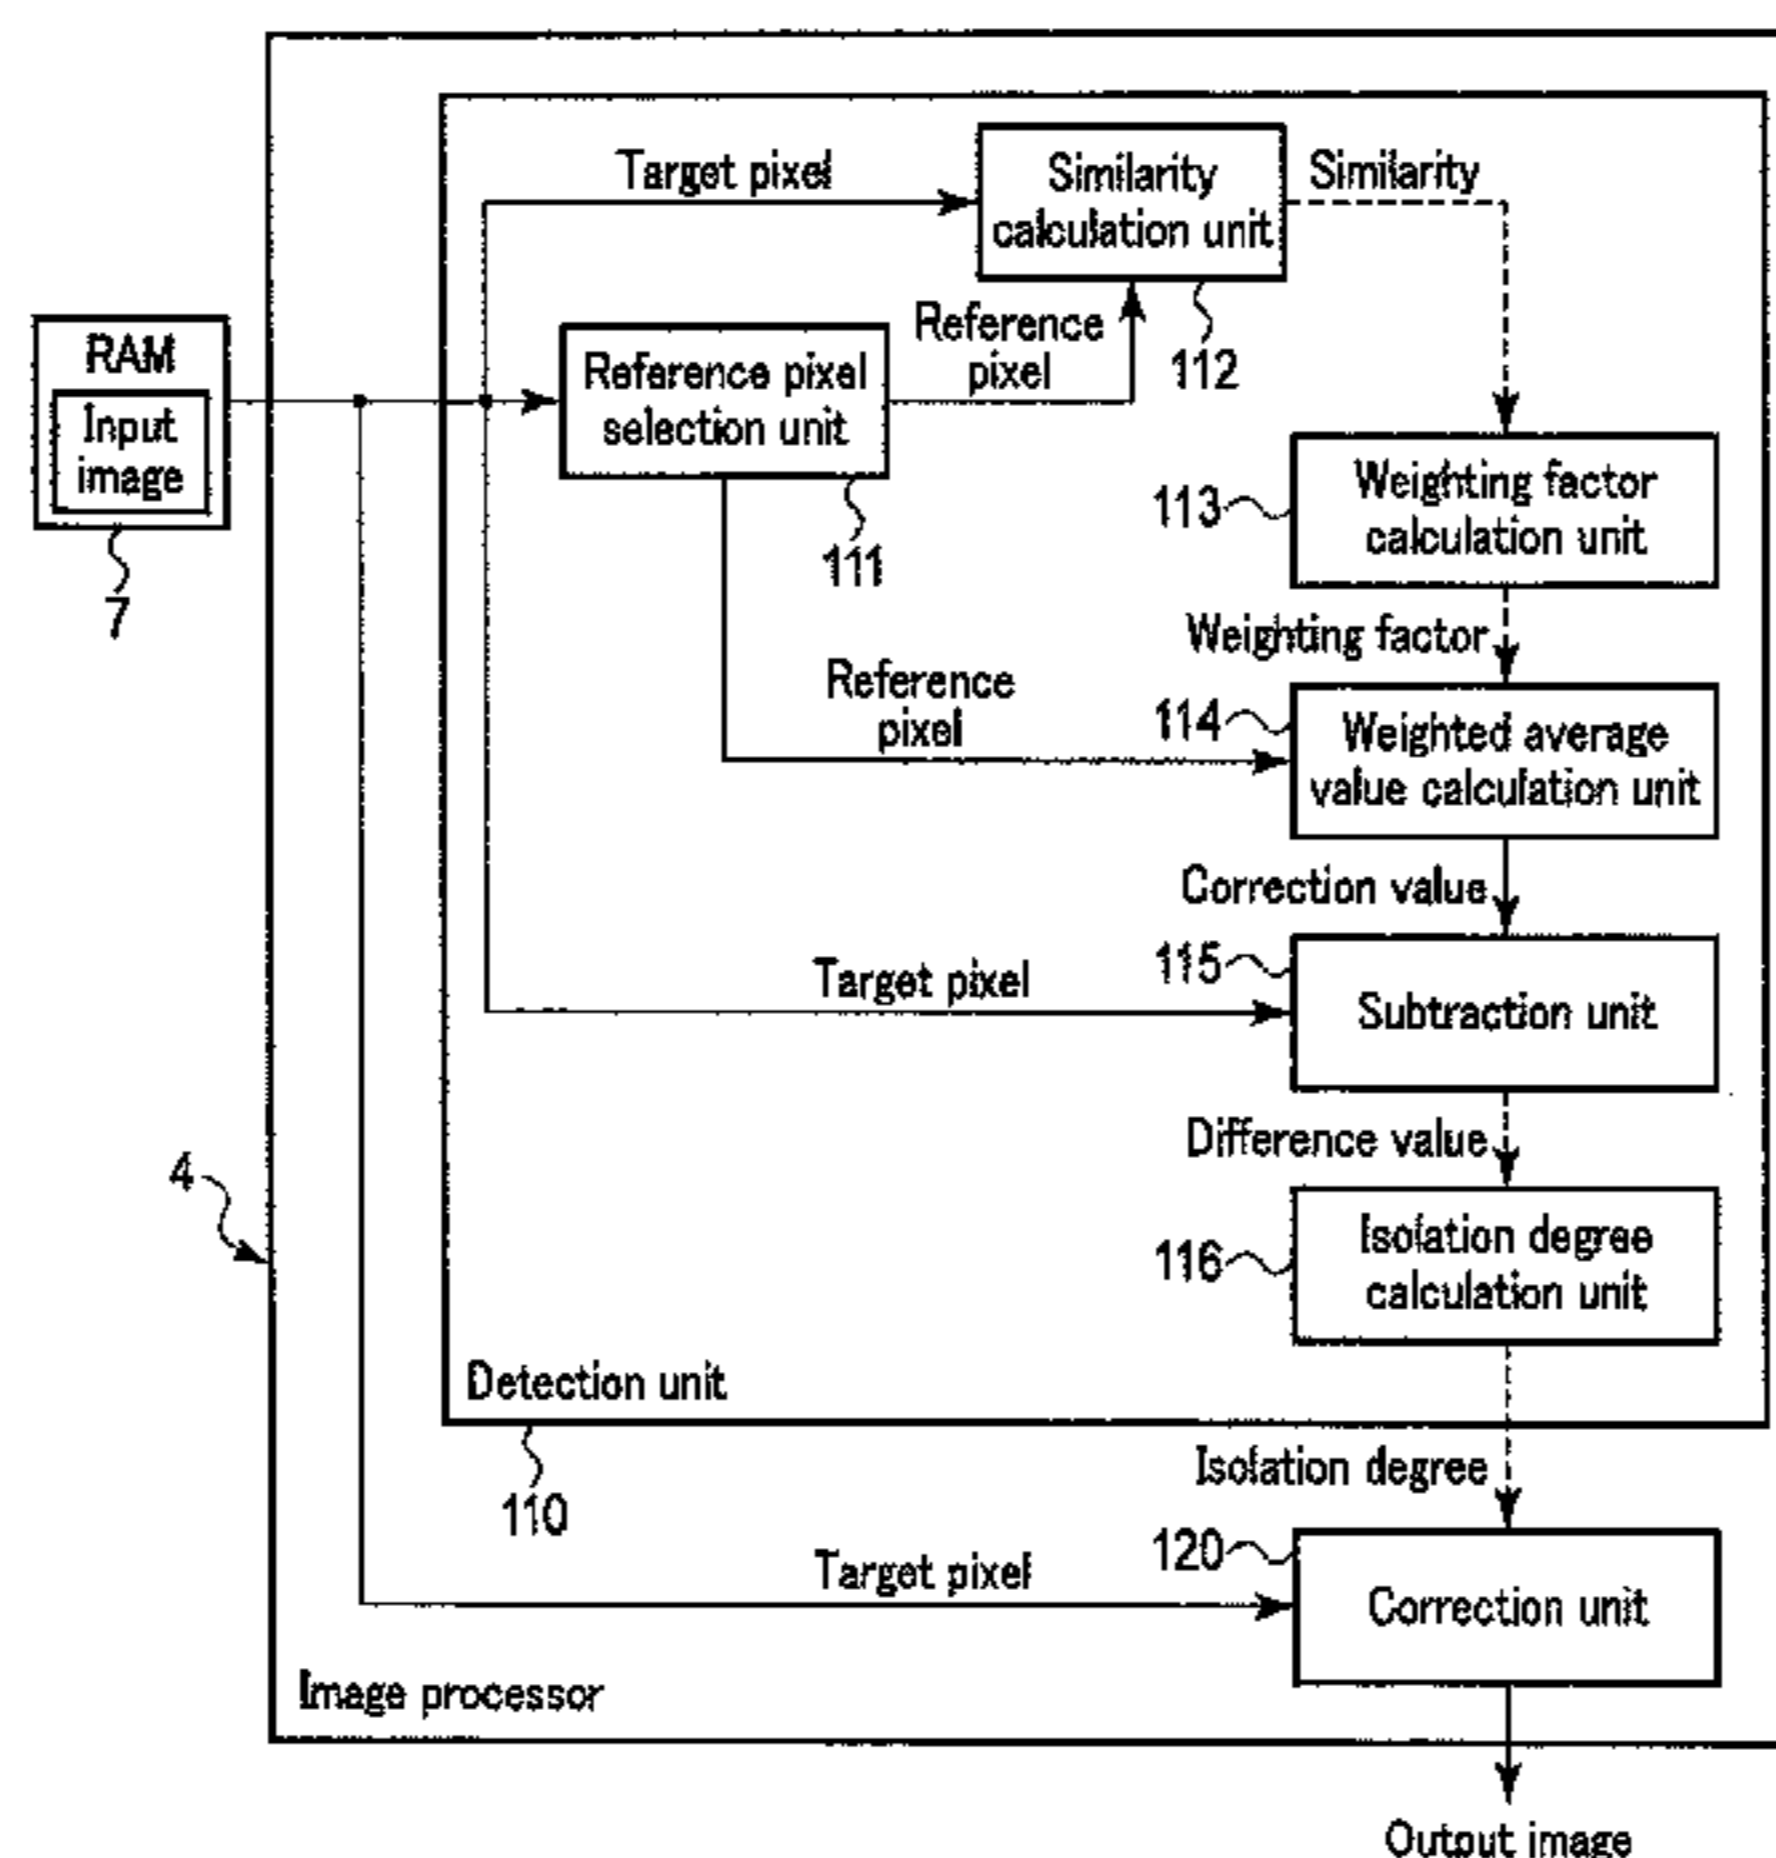 Target pixel
Similarity
calculation unit
Similarity
112
RAM
Input
image
7
Reference pixel
selection unit
111
Reference
pixel
113
Weighting factor
calculation unit
Weighting factor
Reference
pixel
114
Weighted average
value calculation unit
Correction value
Target pixel
115
Subtraction unit
Difference value
4
116
Isolation degree
calculation unit
Detection unit
110
Isolation degree
Target pixel
120
Correction unit
Image processor
Output image